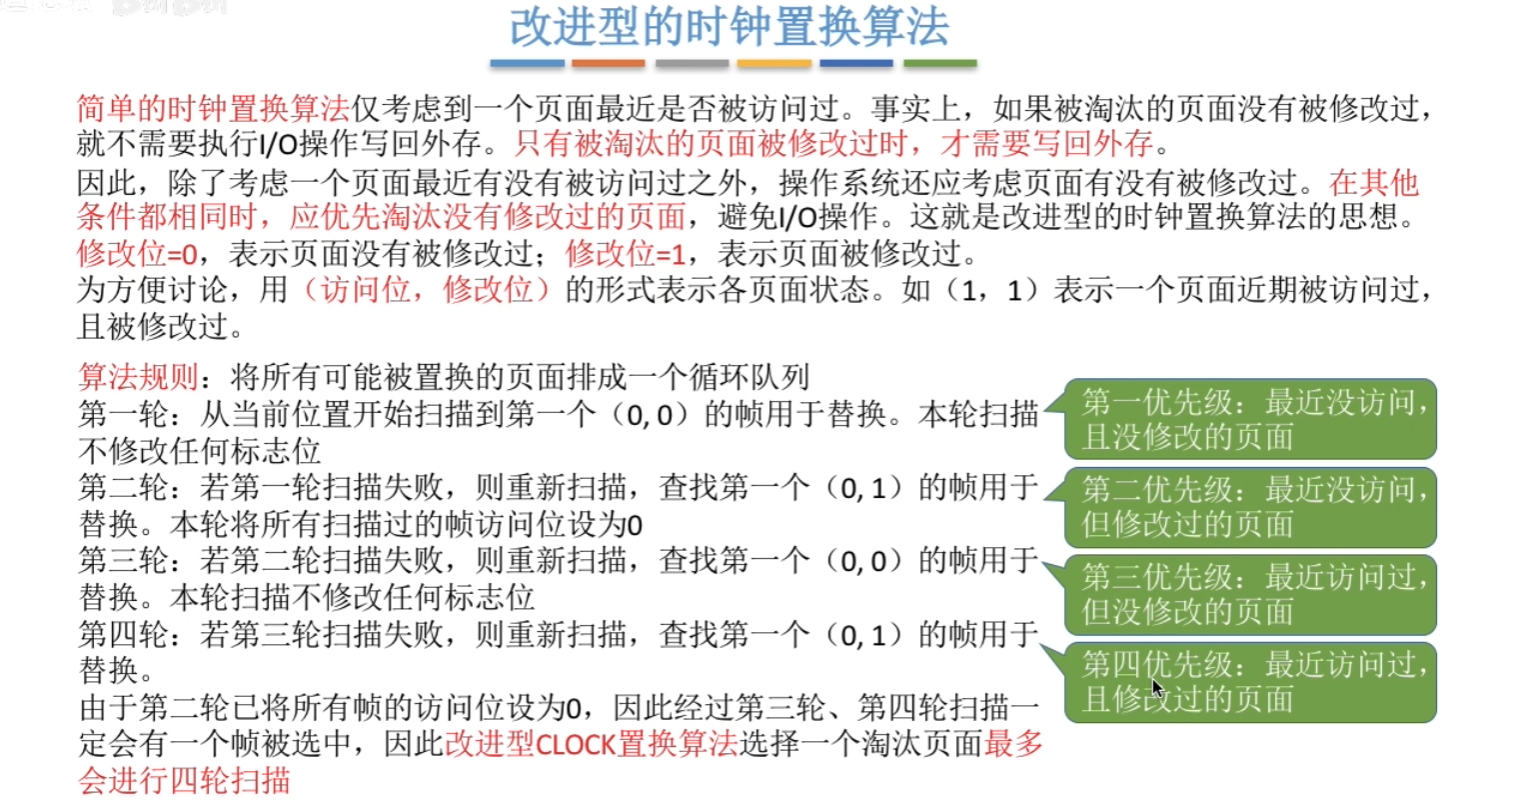 改进型的时钟置换算法
简单的时钟置换算法仅考虑到一个页面最近是否被访问过。事实上，如果被淘汰的页面没有被修改过，
就不需要执行I/O操作写回外存。只有被淘汰的页面被修改过时，才需要写回外存。
因此，除了考虑一个页面最近有没有被访问过之外，操作系统还应考虑页面有没有被修改过。在其他
条件都相同时，应优先淘汰没有修改过的页面，避免I/O操作。这就是改进型的时钟置换算法的思想。
修改位=0，表示页面没有被修改过；修改位=1，表示页面被修改过。
为方便讨论，用（访问位，修改位）的形式表示各页面状态。如（1，1）表示一个页面近期被访问过，
且被修改过。
算法规则：将所有可能被置换的页面排成一个循环队列
第一轮：从当前位置开始扫描到第一个（0, 0）的帧用于替换。本轮扫描
不修改任何标志位
第二轮：若第一轮扫描失败，则重新扫描，查找第一个（0, 1）的帧用于
替换。本轮将所有扫描过的帧访问位设为0
第三轮：若第二轮扫描失败，则重新扫描，查找第一个（0, 0）的帧用于
替换。本轮扫描不修改任何标志位
第四轮：若第三轮扫描失败，则重新扫描，查找第一个（0, 1）的帧用于
替换。
由于第二轮已将所有帧的访问位设为0，因此经过第三轮、第四轮扫描一
定会有一个帧被选中，因此改进型CLOCK置换算法选择一个淘汰页面最多
会进行四轮扫描
第一优先级：最近没访问，
且没修改的页面
第二优先级：最近没访问，
但修改过的页面
第三优先级：最近访问过，
但没修改的页面
第四优先级：最近访问过，
且修改过的页面